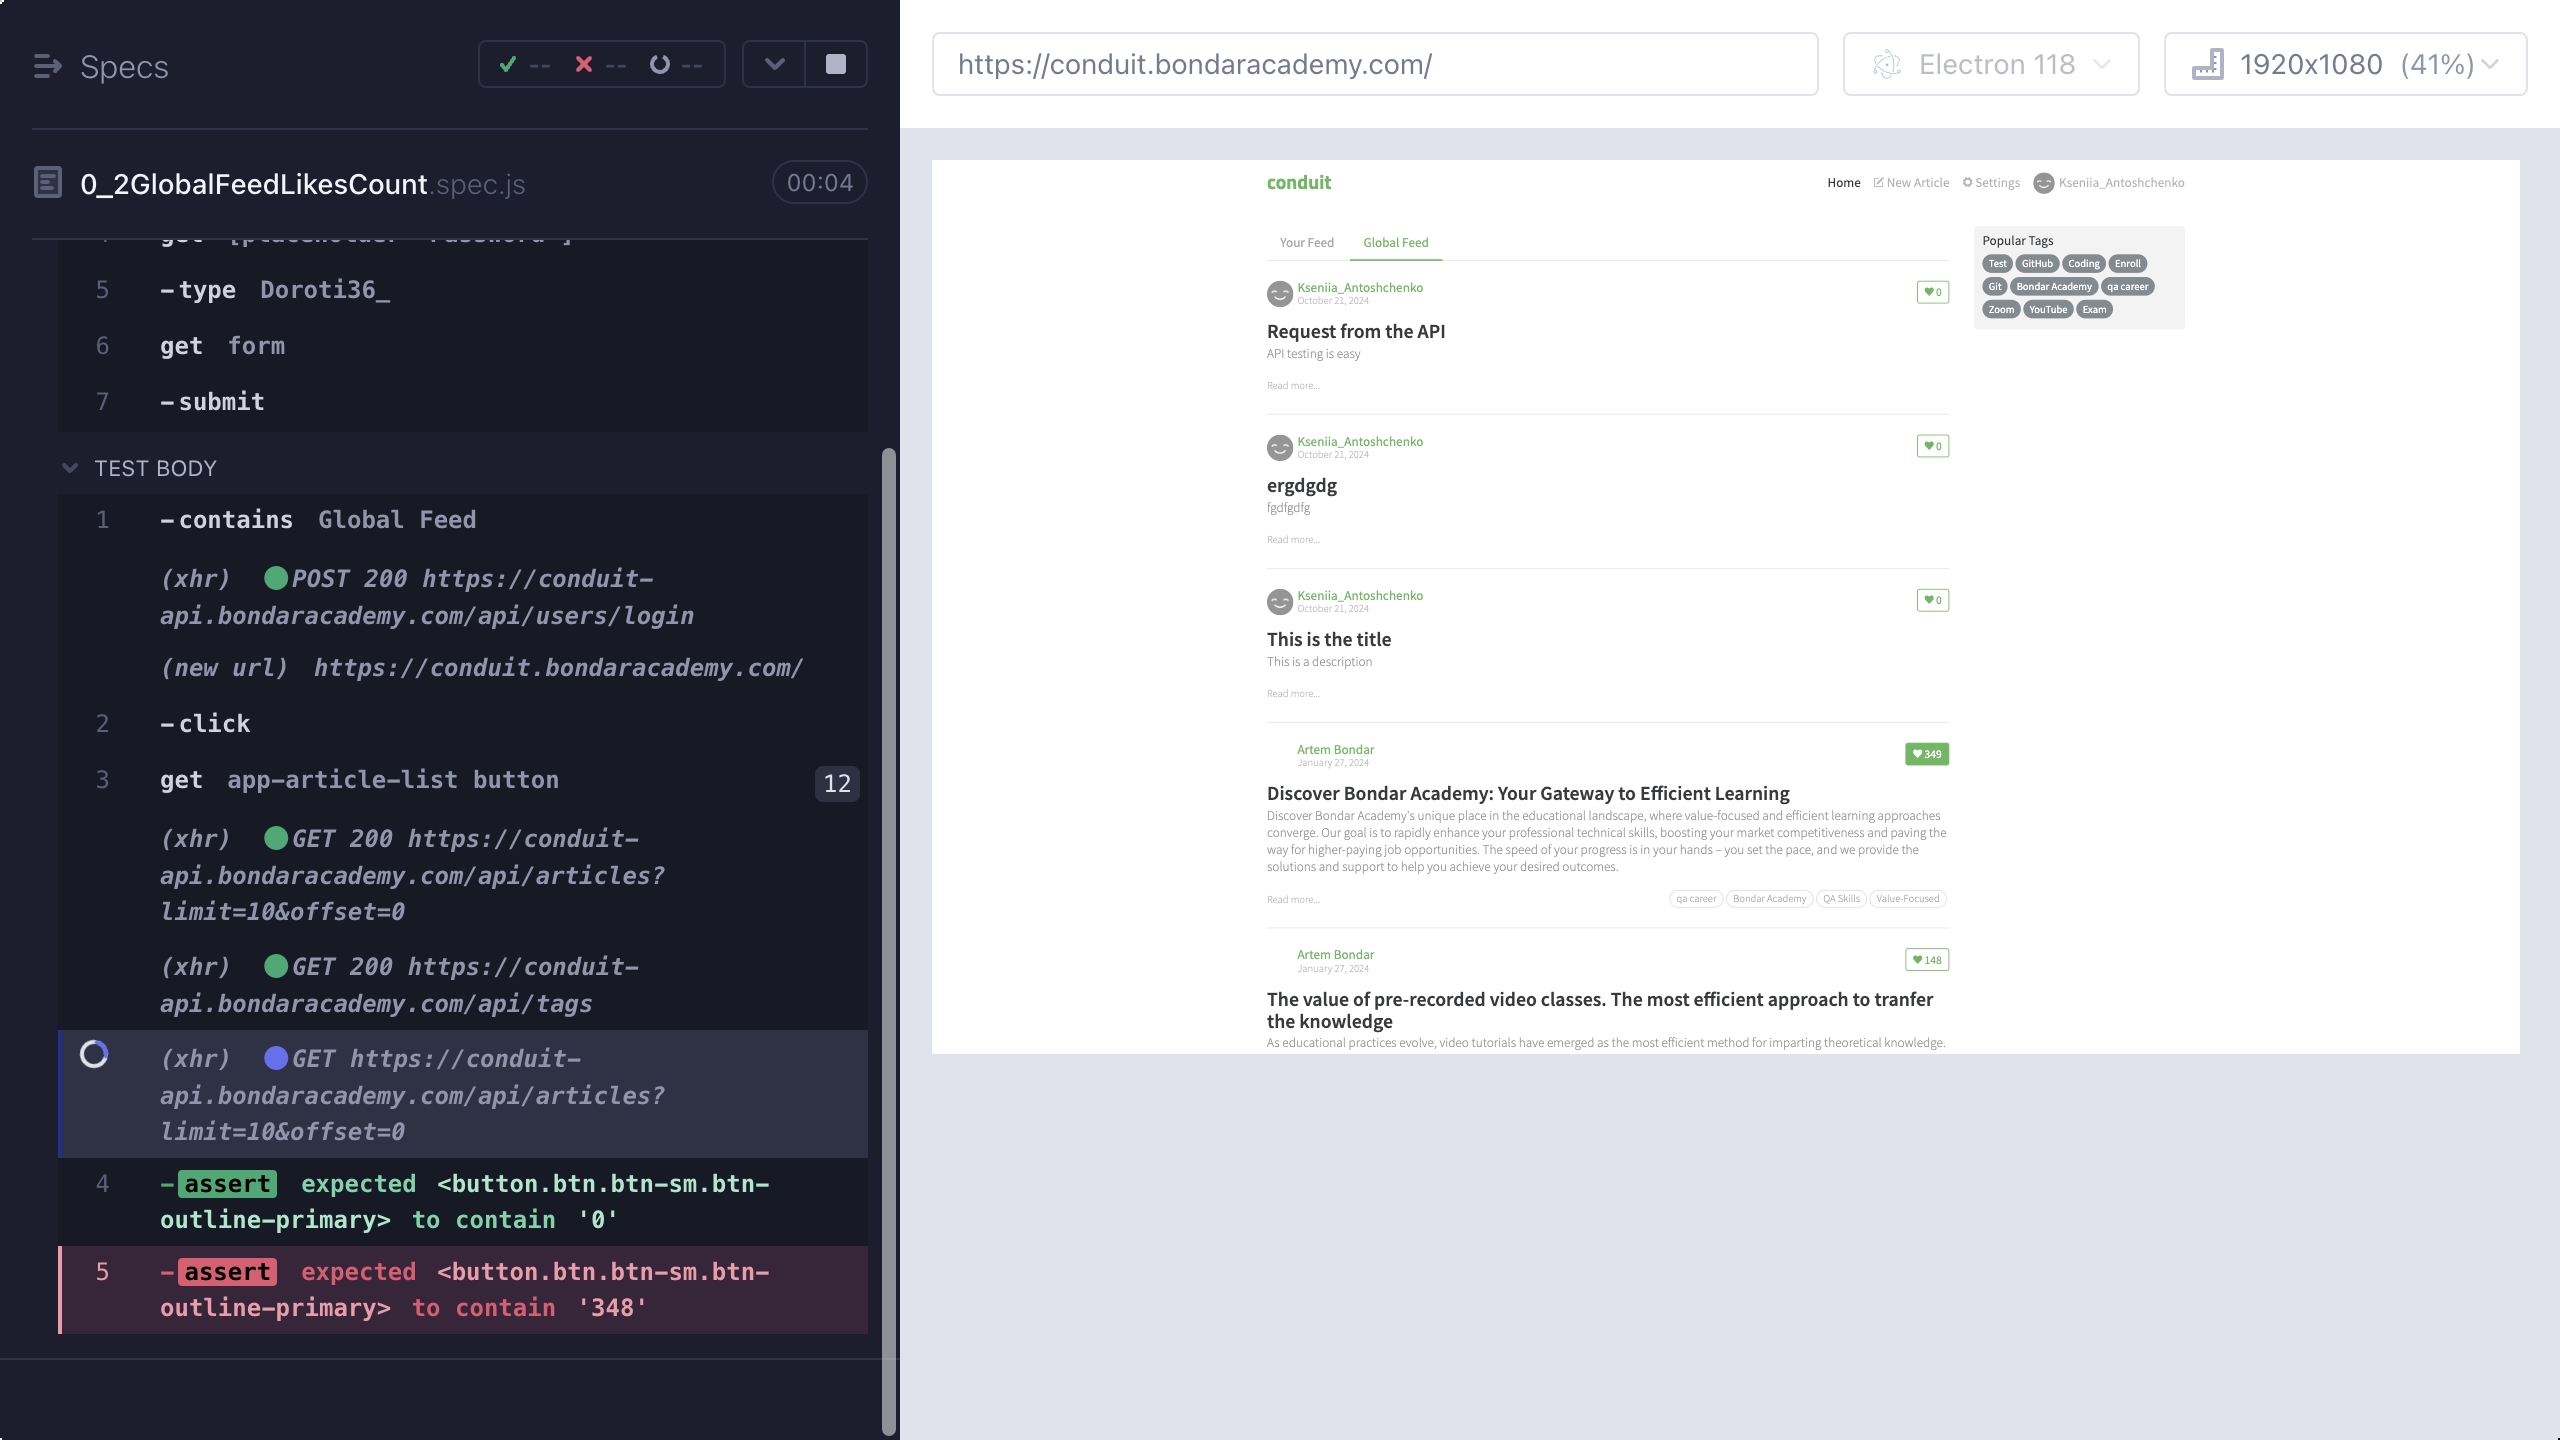 Specs
-- -- --
0_2GlobalFeedLikesCount.spec.js
00:04
5 -type Doroti36_
6 get form
7 -submit
TEST BODY
1 -contains Global Feed
(xhr) POST 200 https://conduit-
api.bondaracademy.com/api/users/login
(new url) https://conduit.bondaracademy.com/
2 -click
3 get app-article-list button 12
(xhr) GET 200 https://conduit-
api.bondaracademy.com/api/articles?
limit=10&offset=0
(xhr) GET 200 https://conduit-
api.bondaracademy.com/api/tags
(xhr) GET https://conduit-
api.bondaracademy.com/api/articles?
limit=10&offset=0
4 -assert expected <button.btn.btn-sm.btn-
outline-primary> to contain '0'
5 -assert expected <button.btn.btn-sm.btn-
outline-primary> to contain '348'
https://conduit.bondaracademy.com/
Electron 118
1920x1080 (41%)
conduit
Home New Article Settings Kseniia_Antoshchenko
Your Feed Global Feed
Kseniia_Antoshchenko
October 21, 2024
0
Request from the API
API testing is easy
Read more...
Kseniia_Antoshchenko
October 21, 2024
0
ergdgdg
fgdfgdfg
Read more...
Kseniia_Antoshchenko
October 21, 2024
0
This is the title
This is a description
Read more...
Artem Bondar
January 27, 2024
349
Discover Bondar Academy: Your Gateway to Efficient Learning
Discover Bondar Academy's unique place in the educational landscape, where value-focused and efficient learning approaches
converge. Our goal is to rapidly enhance your professional technical skills, boosting your market competitiveness and paving the
way for higher-paying job opportunities. The speed of your progress is in your hands – you set the pace, and we provide the
solutions and support to help you achieve your desired outcomes.
Read more...
qa career Bondar Academy QA Skills Value-Focused
Artem Bondar
January 27, 2024
148
The value of pre-recorded video classes. The most efficient approach to tranfer
the knowledge
As educational practices evolve, video tutorials have emerged as the most efficient method for imparting theoretical knowledge.
Popular Tags
Test GitHub Coding Enroll
Git Bondar Academy qa career
Zoom YouTube Exam